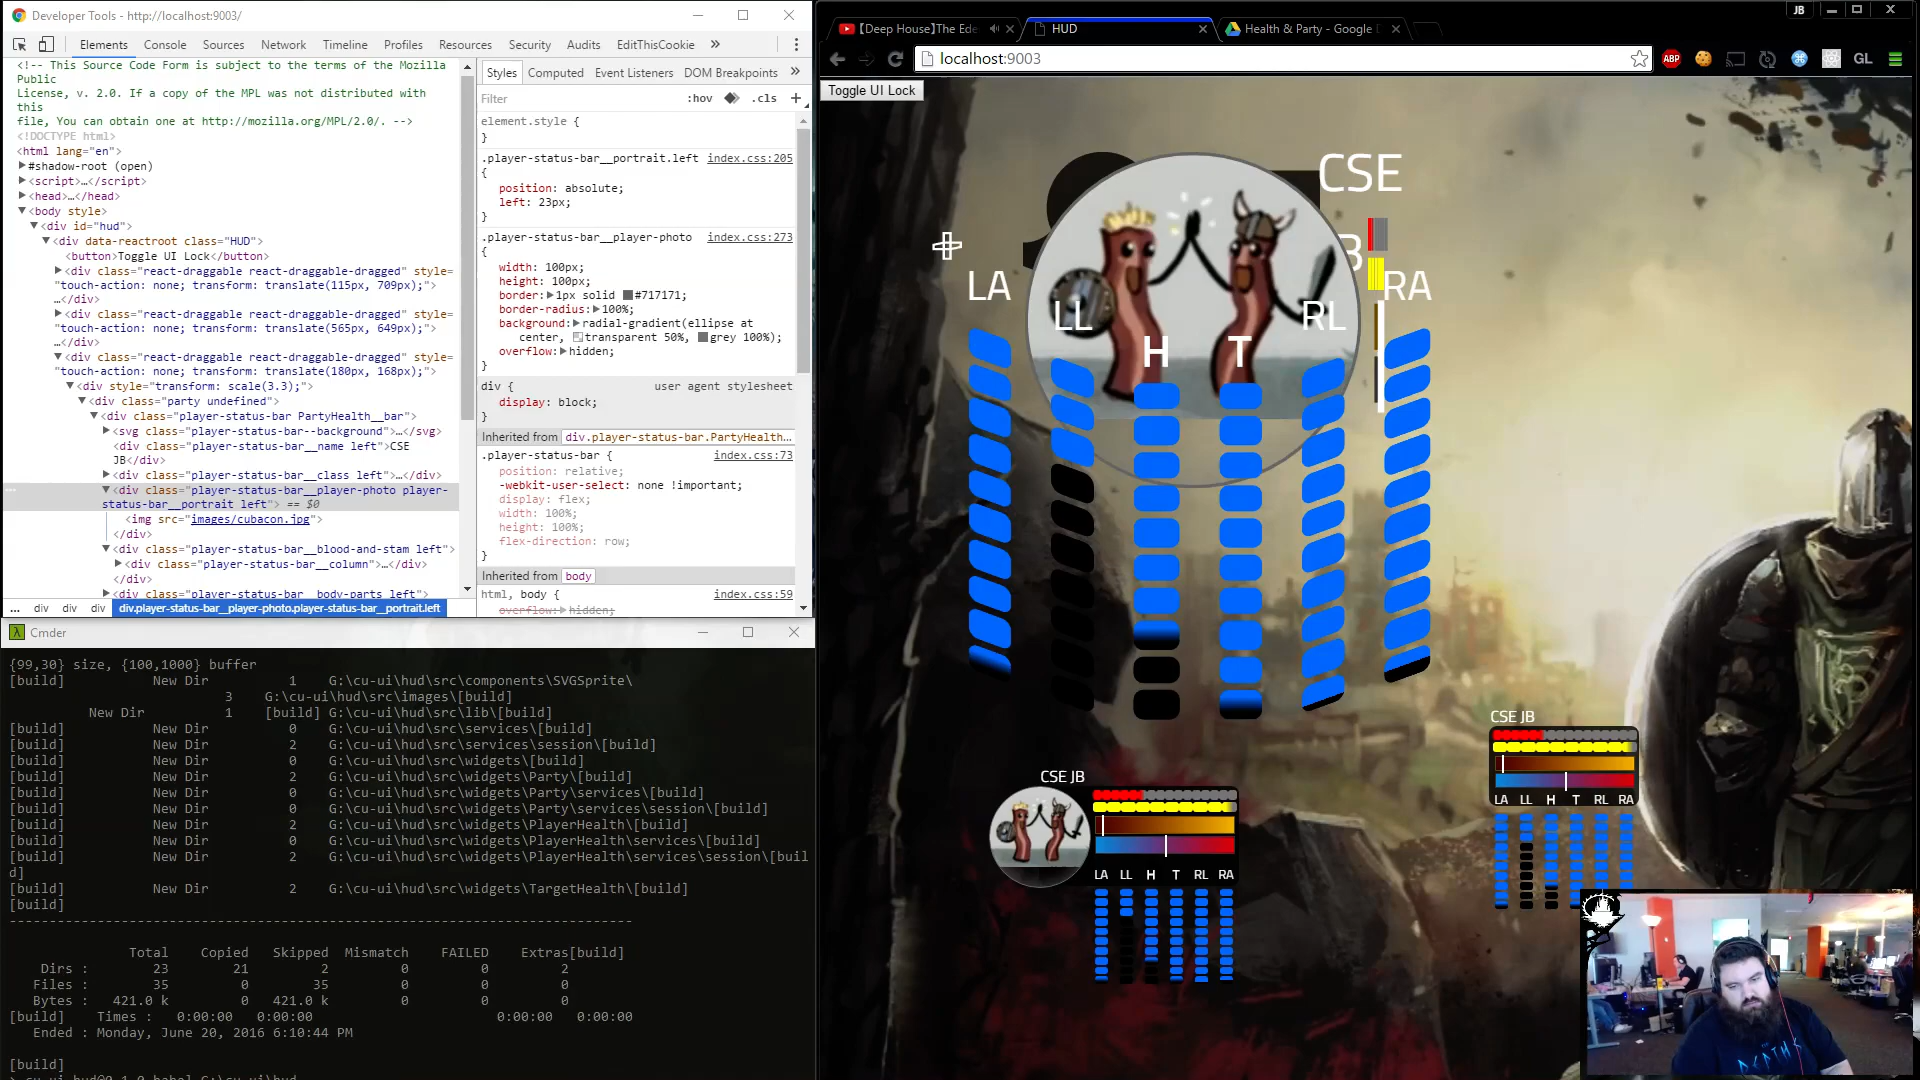 Developer Tools - http://localhost:9003/
Elements Console Sources Network Timeline Profiles Resources Security Audits EditThisCookie »
<!-- This Source Code Form is subject to the terms of the Mozilla
Public
License, v. 2.0. If a copy of the MPL was not distributed with
this
file, You can obtain one at http://mozilla.org/MPL/2.0/. -->
<!DOCTYPE html>
<html lang="en">
#shadow-root (open)
<script>…</script>
<head>…</head>
<body style>
<div id="hud">
<div data-reactroot class="HUD">
<button>Toggle UI Lock</button>
<div class="react-draggable react-draggable-dragged" style=
"touch-action: none; transform: translate(115px, 709px);">
…</div>
<div class="react-draggable react-draggable-dragged" style=
"touch-action: none; transform: translate(565px, 649px);">
…</div>
<div class="react-draggable react-draggable-dragged" style=
"touch-action: none; transform: translate(180px, 168px);">
<div style="transform: scale(3.3);">
<div class="party undefined">
<div class="player-status-bar PartyHealth__bar">
<svg class="player-status-bar--background">…</svg>
<div class="player-status-bar__name left">CSE
JB</div>
<div class="player-status-bar__class left">…</div>
<div class="player-status-bar__player-photo player-
status-bar__portrait left"> == $0
<img src="images/cubacon.jpg">
</div>
<div class="player-status-bar__blood-and-stam left">
<div class="player-status-bar__column">…</div>
</div>
<div class="player-status-bar__body-parts left">
... div div div div.player-status-bar__player-photo.player-status-bar__portrait.left
Styles Computed Event Listeners DOM Breakpoints »
Filter :hov .cls +
element.style {
}
.player-status-bar__portrait.left index.css:205
{
position: absolute;
left: 23px;
}
.player-status-bar__player-photo index.css:273
{
width: 100px;
height: 100px;
border: 1px solid #717171;
border-radius: 100%;
background: radial-gradient(ellipse at
center, transparent 50%, grey 100%);
overflow: hidden;
}
div { user agent stylesheet
display: block;
}
Inherited from div.player-status-bar.PartyHealth…
.player-status-bar { index.css:73
position: relative;
-webkit-user-select: none !important;
display: flex;
width: 100%;
height: 100%;
flex-direction: row;
}
Inherited from body
html, body { index.css:59
overflow: hidden;
Cmder
{99,30} size, {100,1000} buffer
[build] New Dir 1 G:\cu-ui\hud\src\components\SVGSprite\
3 G:\cu-ui\hud\src\images\[build]
New Dir 1 [build] G:\cu-ui\hud\src\lib\[build]
[build] New Dir 0 G:\cu-ui\hud\src\services\[build]
[build] New Dir 2 G:\cu-ui\hud\src\services\session\[build]
[build] New Dir 0 G:\cu-ui\hud\src\widgets\[build]
[build] New Dir 2 G:\cu-ui\hud\src\widgets\Party\[build]
[build] New Dir 0 G:\cu-ui\hud\src\widgets\Party\services\[build]
[build] New Dir 0 G:\cu-ui\hud\src\widgets\Party\services\session\[build]
[build] New Dir 2 G:\cu-ui\hud\src\widgets\PlayerHealth\[build]
[build] New Dir 0 G:\cu-ui\hud\src\widgets\PlayerHealth\services\[build]
[build] New Dir 2 G:\cu-ui\hud\src\widgets\PlayerHealth\services\session\[buil
d]
[build] New Dir 2 G:\cu-ui\hud\src\widgets\TargetHealth\[build]
[build]
------------------------------------------------------------------------------
Total Copied Skipped Mismatch FAILED Extras[build]
Dirs : 23 21 2 0 0 2
Files : 35 0 35 0 0 0
Bytes : 421.0 k 0 421.0 k 0 0 0
[build] Times : 0:00:00 0:00:00 0:00:00 0:00:00
Ended : Monday, June 20, 2016 6:10:44 PM
[build]
> cu-ui-hud@0.1.0 babel G:\cu-ui\hud
JB
【Deep House】The Ede
HUD
Health & Party - Google D
localhost:9003
ABP
GL
Toggle UI Lock
CSE
B
LA LL H T RL RA
CSE JB
LA LL H T RL RA
CSE JB
LA LL H T RL RA